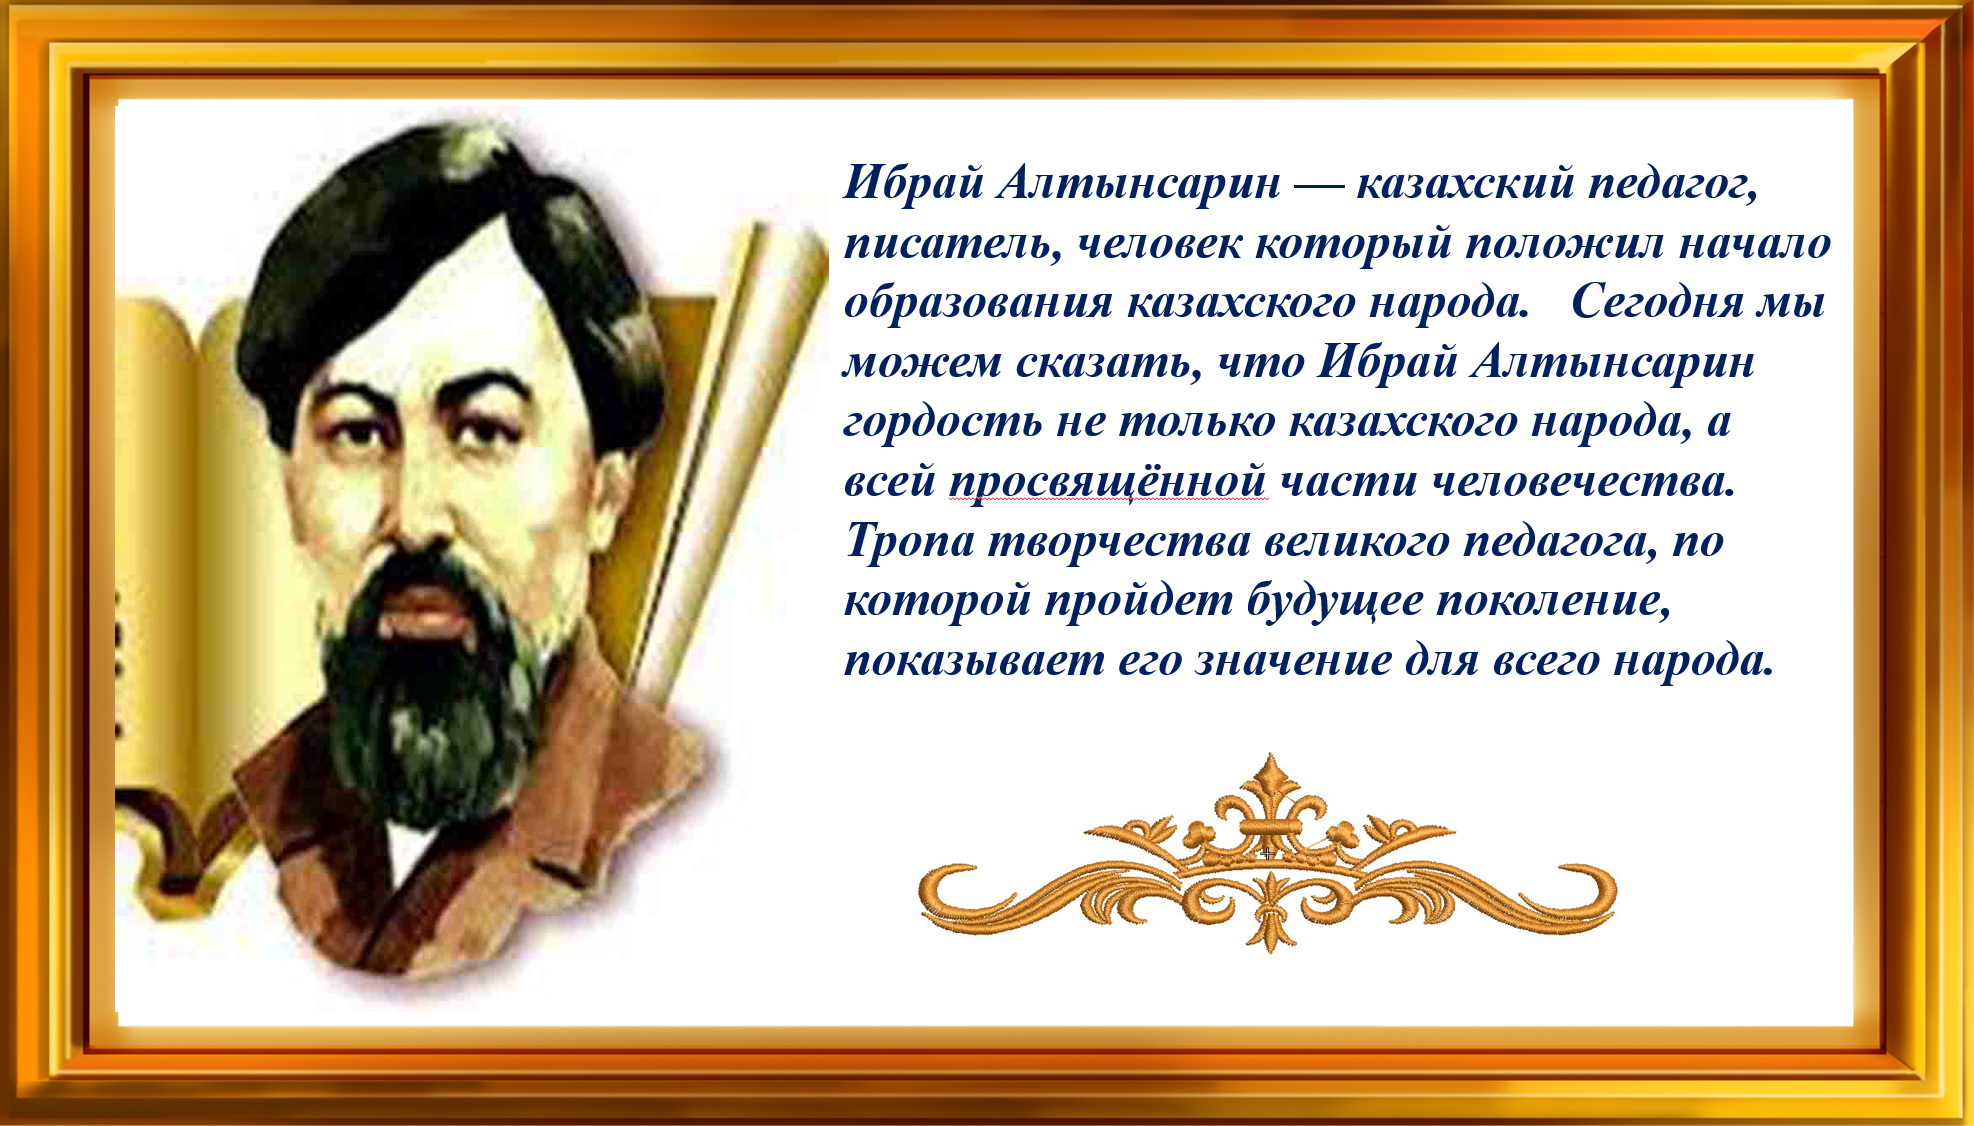 Ибрай Алтынсарин — казахский педагог,
писатель, человек который положил начало
образования казахского народа.   Сегодня мы
можем сказать, что Ибрай Алтынсарин
гордость не только казахского народа, а
всей просвящённой части человечества.
Тропа творчества великого педагога, по
которой пройдет будущее поколение,
показывает его значение для всего народа.